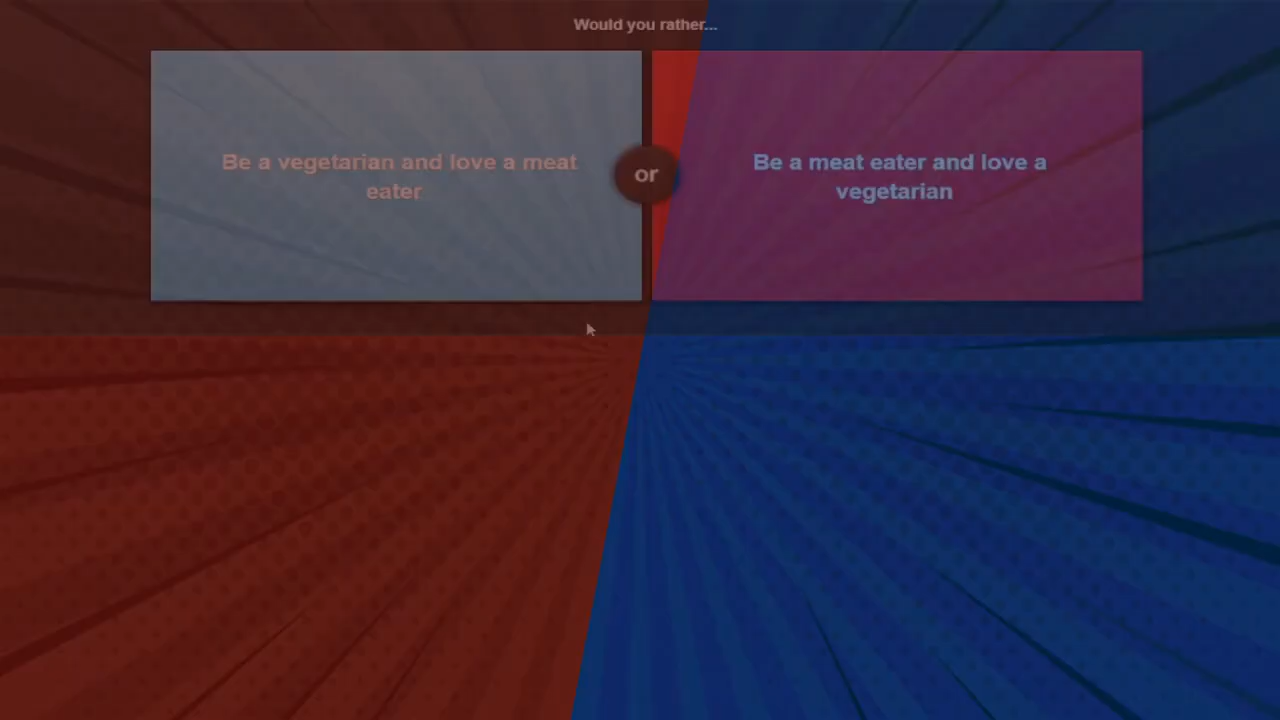 Would you rather...
Be a vegetarian and love a meat
eater
or
Be a meat eater and love a
vegetarian